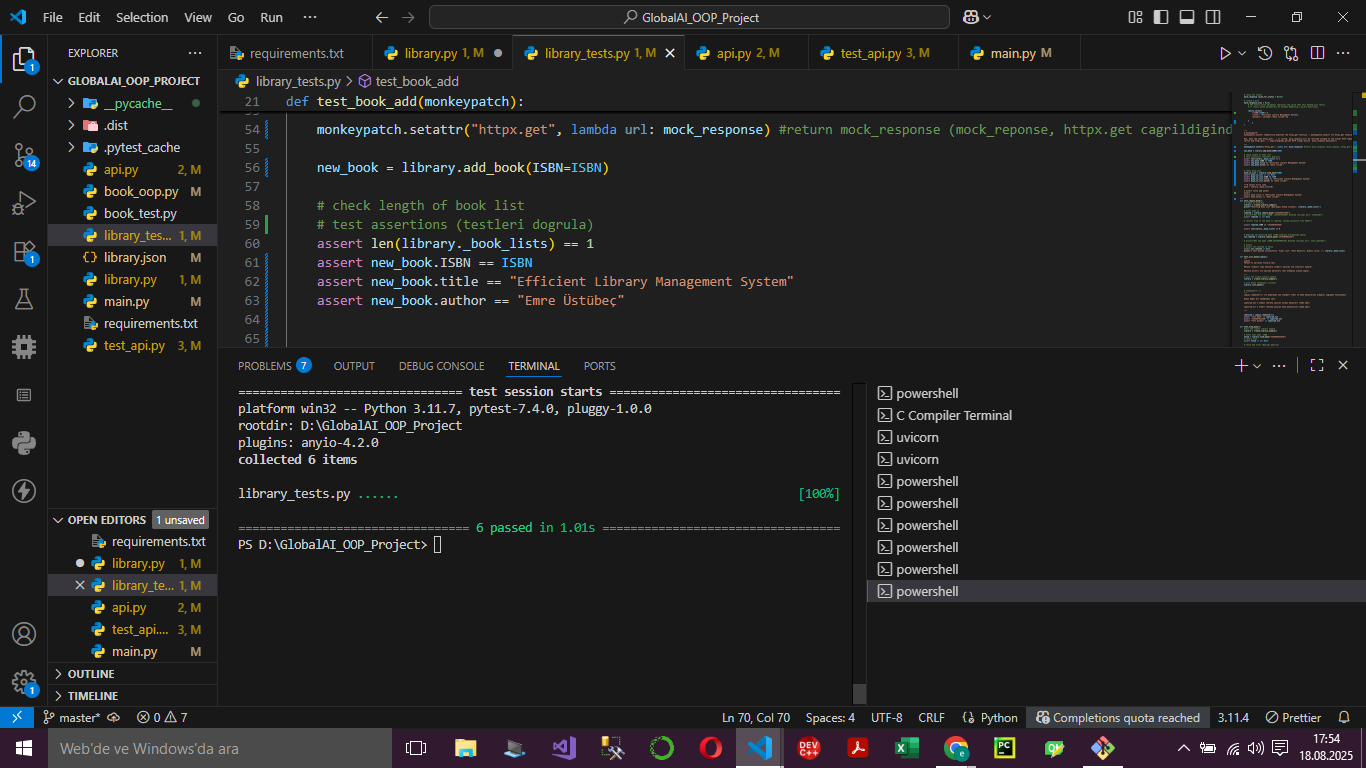 File Edit Selection View Go Run ··· GlobalAI_OOP_Project
EXPLORER ···
GLOBALAI_OOP_PROJECT
__pycache__
.dist
.pytest_cache
api.py 2, M
book_oop.py M
book_test.py
library_tes... 1, M
library.json
library.py 1, M
main.py M
requirements.txt
test_api.py 3, M
OPEN EDITORS 1 unsaved
requirements.txt
library.py 1, M
library_te... 1, M
api.py 2, M
test_api.... 3, M
main.py M
OUTLINE
TIMELINE
1
14
1
1
requirements.txt library.py 1, M library_tests.py 1, M api.py 2, M test_api.py 3, M main.py M
library_tests.py > test_book_add
21 def test_book_add(monkeypatch):
54 monkeypatch.setattr("httpx.get", lambda url: mock_response) #return mock_response (mock_reponse, httpx.get cagrildigind
55
56 new_book = library.add_book(ISBN=ISBN)
57
58 # check length of book list
59 # test assertions (testleri dogrula)
60 assert len(library._book_lists) == 1
61 assert new_book.ISBN == ISBN
62 assert new_book.title == "Efficient Library Management System"
63 assert new_book.author == "Emre Üstübeç"
64
65
PROBLEMS 7 OUTPUT DEBUG CONSOLE TERMINAL PORTS
================================ test session starts =================================
platform win32 -- Python 3.11.7, pytest-7.4.0, pluggy-1.0.0
rootdir: D:\GlobalAI_OOP_Project
plugins: anyio-4.2.0
collected 6 items
library_tests.py ...... [100%]
================================= 6 passed in 1.01s ==================================
PS D:\GlobalAI_OOP_Project>
powershell
C Compiler Terminal
uvicorn
uvicorn
powershell
powershell
powershell
powershell
powershell
powershell
master* 0 7 Ln 70, Col 70 Spaces: 4 UTF-8 CRLF {} Python Completions quota reached 3.11.4 Prettier
Web'de ve Windows'da ara
DEV C++
PC
17:54
18.08.2025